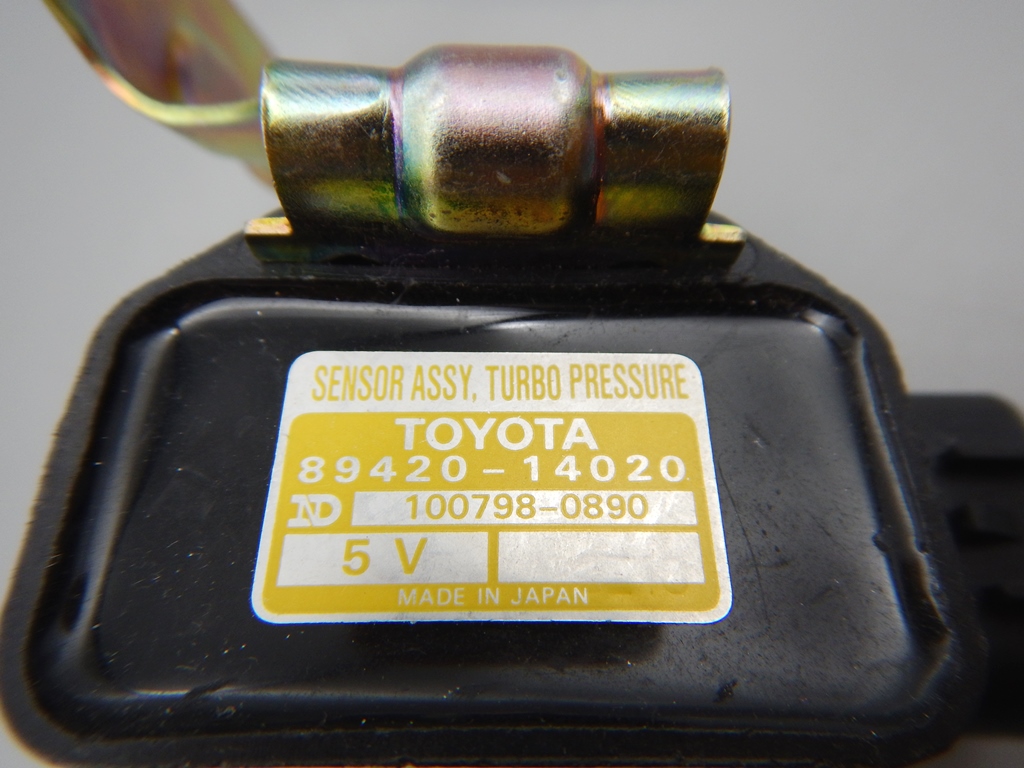 SENSOR ASSY, TURBO PRESSURE
TOYOTA
89420-14020
ND 100798-0890
5 V
MADE IN JAPAN